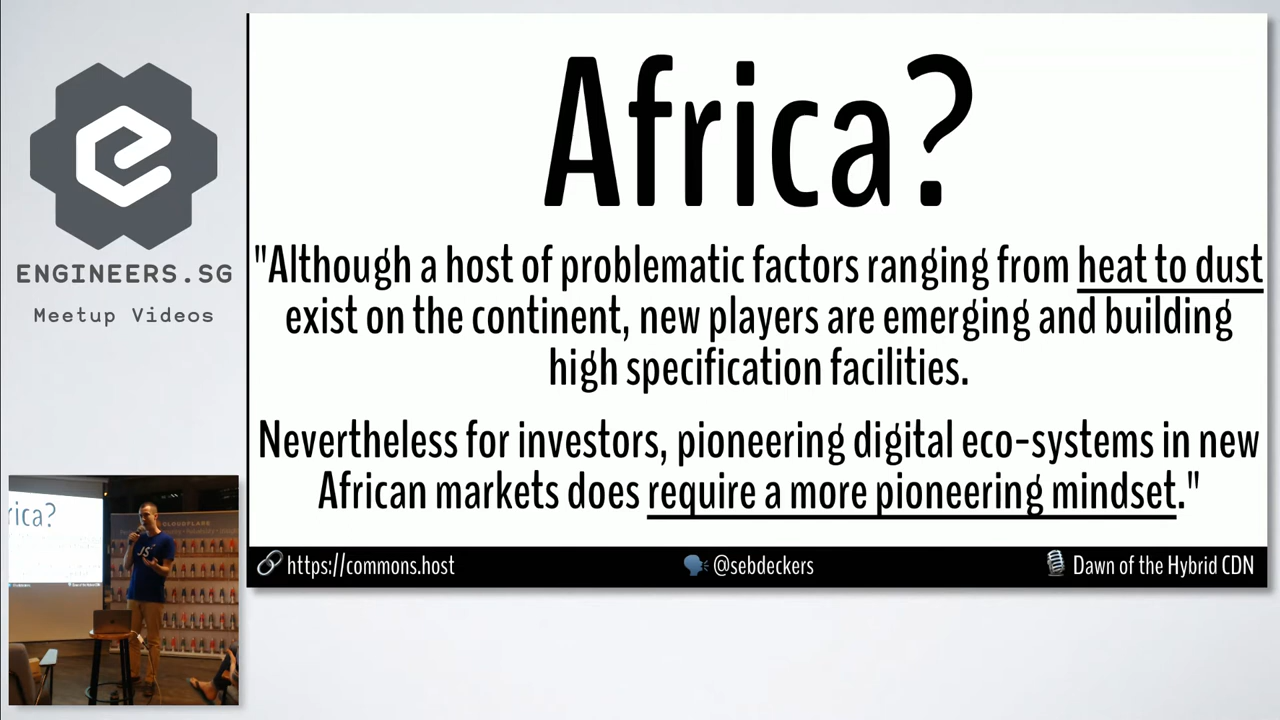 ENGINEERS.SG
Meetup Videos
Africa?
"Although a host of problematic factors ranging from heat to dust
exist on the continent, new players are emerging and building
high specification facilities.
Nevertheless for investors, pioneering digital eco-systems in new
African markets does require a more pioneering mindset."
https://commons.host
@sebdeckers
Dawn of the Hybrid CDN
rica?
CLOUDFLARE
JS